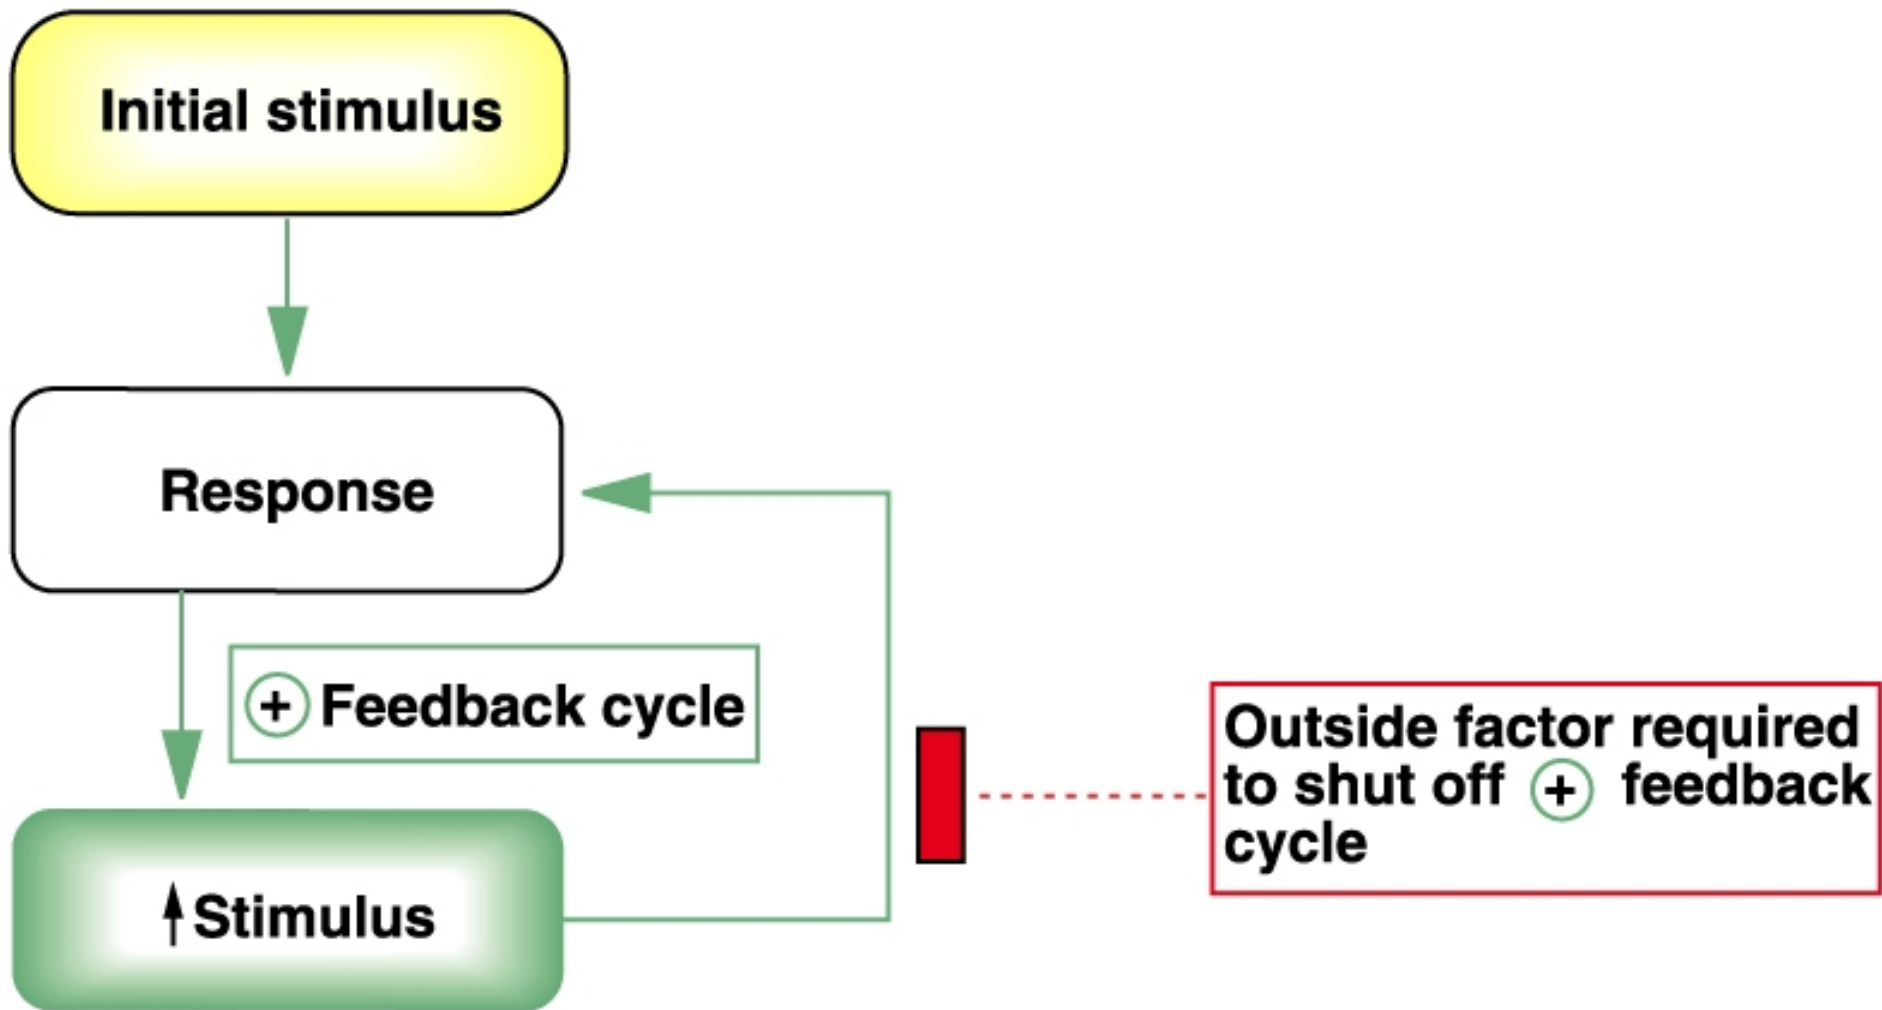 Initial stimulus
Response
+ Feedback cycle
↑Stimulus
Outside factor required
to shut off + feedback
cycle